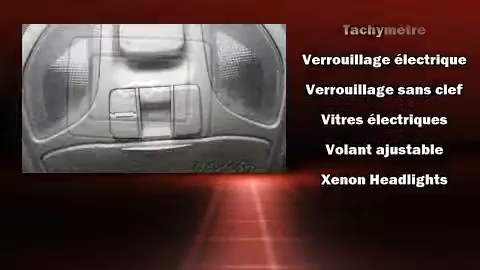 Tachymètre
Verrouillage électrique
Verrouillage sans clef
Vitres électriques
Volant ajustable
Xenon Headlights